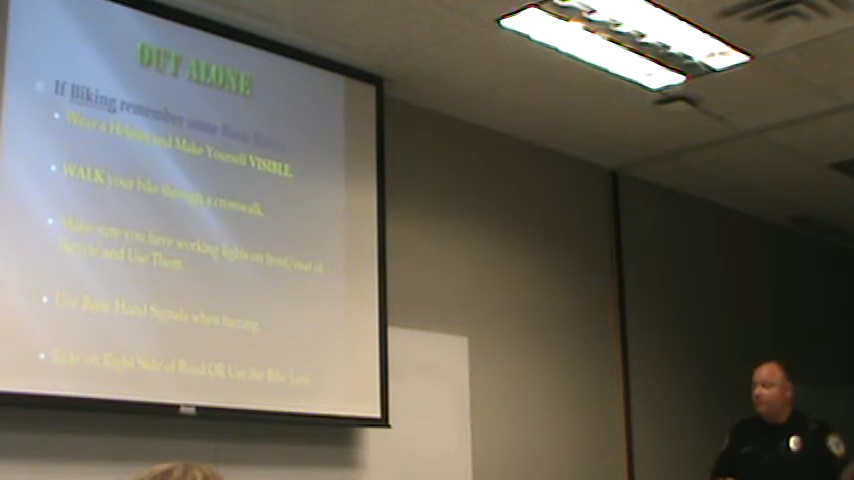 OUT ALONE
If Biking remember some Basic Rules
Wear a Helmet and Make Yourself VISIBLE.
WALK your bike through a crosswalk.
Make sure you have working lights on front/rear of
bicycle and Use Them
Use Basic Hand Signals when turning.
Ride on Right Side of Road OR Use the Bike Lane